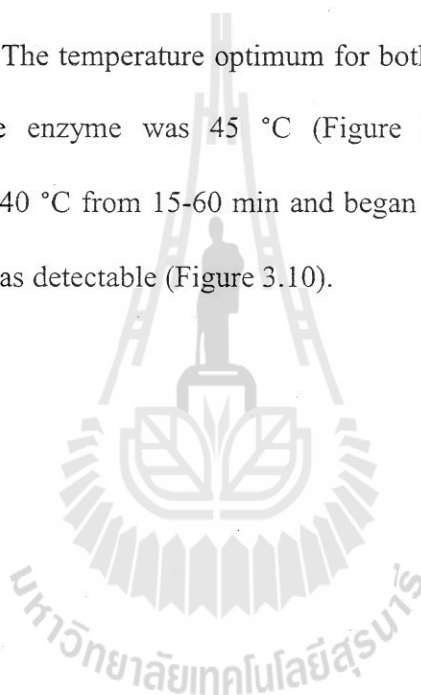 The temperature optimum for both
e enzyme was 45 °C (Figure
40 °C from 15-60 min and began
as detectable (Figure 3.10).
มหาวิทยาลัยเทคโนโลยีสุรนารี